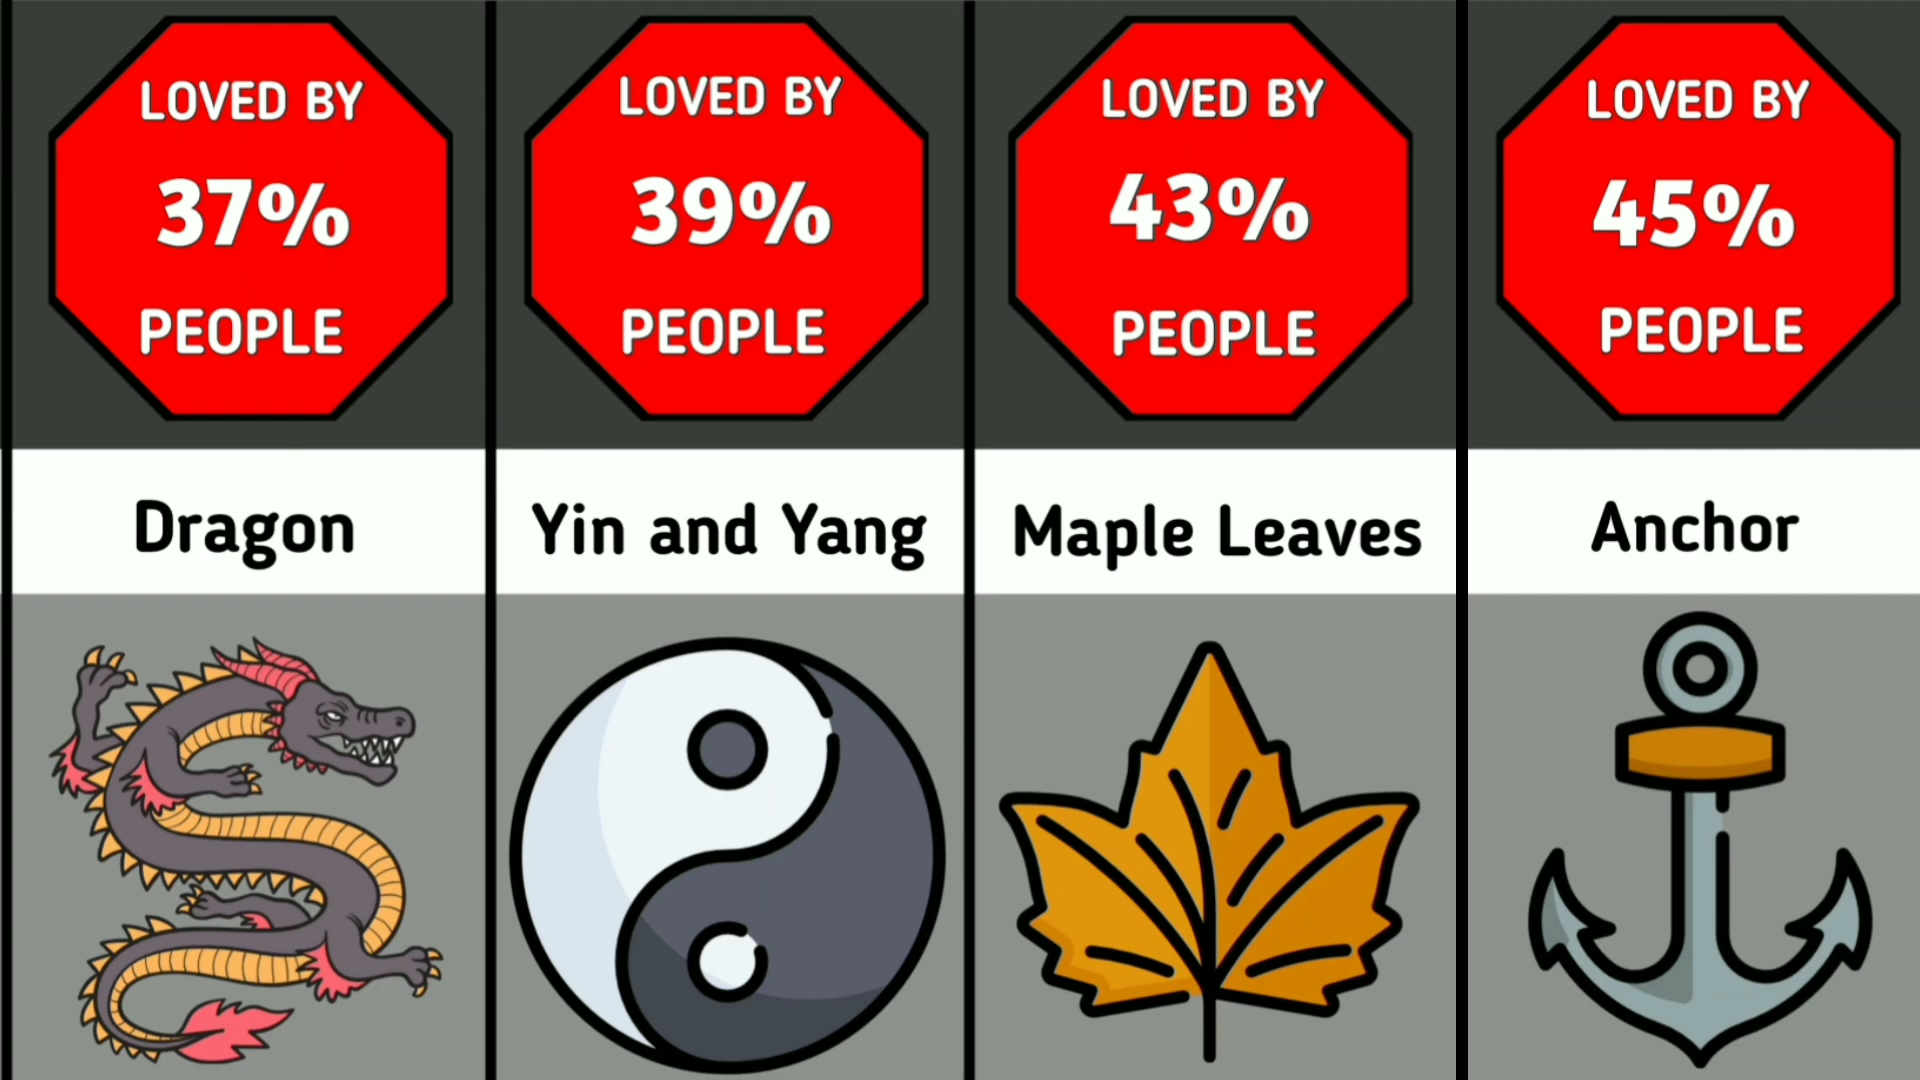 LOVED BY
37%
PEOPLE
Dragon
LOVED BY
39%
PEOPLE
Yin and Yang
LOVED BY
43%
PEOPLE
Maple Leaves
LOVED BY
45%
PEOPLE
Anchor